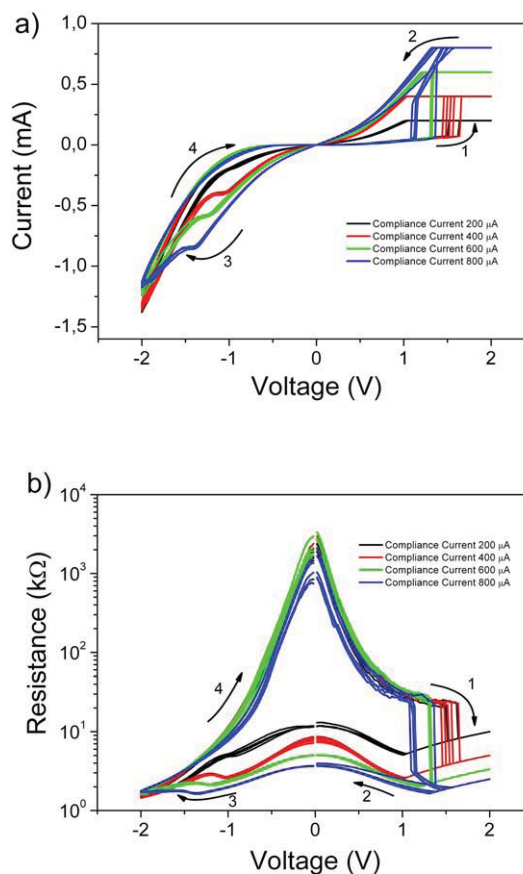 a)
1,0
0,5
0,0
-0,5
-1,0
-1,5
Current (mA)
2
1
4
3
Compliance Current 200 µA
Compliance Current 400 µA
Compliance Current 600 µA
Compliance Current 800 µA
-2 -1 0 1 2
Voltage (V)
b)
10⁴
10³
10²
10¹
10⁰
Resistance (kΩ)
Compliance Current 200 µA
Compliance Current 400 µA
Compliance Current 600 µA
Compliance Current 800 µA
4
1
3
2
-2 -1 0 1 2
Voltage (V)